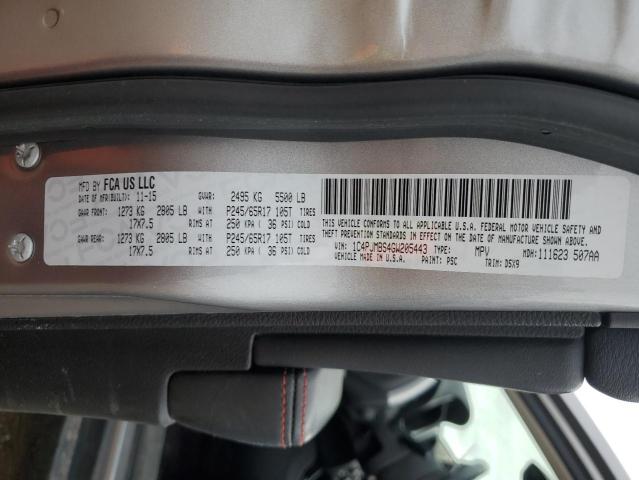 MFD BY FCA US LLC
DATE OF MFR(BUILT): 11-15 GVWR: 2495 KG 5500 LB
GAWR FRONT: 1273 KG 2805 LB WITH P245/65R17 105T TIRES
17X7.5 RIMS AT 250 KPA ( 36 PSI) COLD
GAWR REAR: 1273 KG 2805 LB WITH P245/65R17 105T TIRES
17X7.5 RIMS AT 250 KPA ( 36 PSI) COLD
THIS VEHICLE CONFORMS TO ALL APPLICABLE U.S.A. FEDERAL MOTOR VEHICLE SAFETY, BUMPER AND
THEFT PREVENTION STANDARDS IN EFFECT ON THE DATE OF MANUFACTURE SHOWN ABOVE.
VIN: 1C4PJMBS4GW205443 TYPE: MPV MDH: 111623 507AA
VEHICLE MADE IN U.S.A. PAINT: PSC TRIM: D5X9